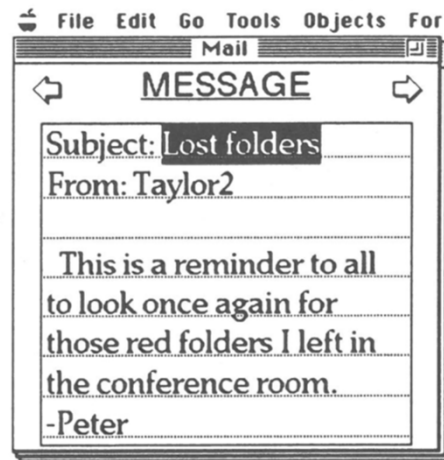 File Edit Go Tools Objects For
Mail
MESSAGE
Subject: Lost folders
From: Taylor2
This is a reminder to all
to look once again for
those red folders I left in
the conference room.
-Peter